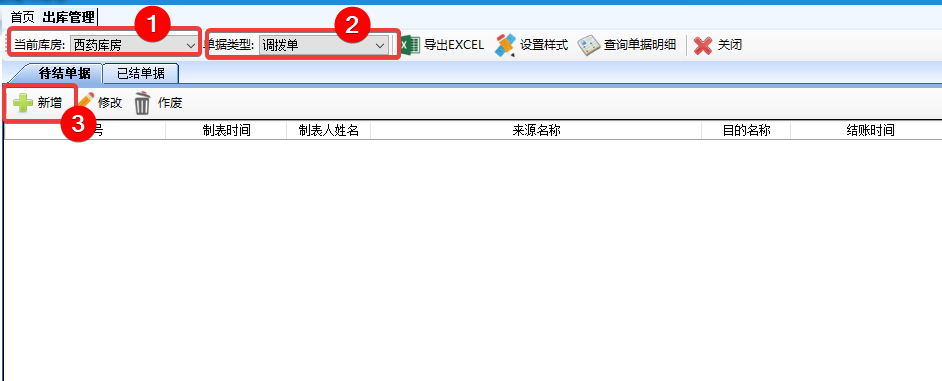 首页 出库管理
当前库房: 西药库房 单据类型: 调拨单 导出EXCEL 设置样式 查询单据明细 关闭
1 2
待结单据 已结单据
新增 修改 作废
3
号 制表时间 制表人姓名 来源名称 目的名称 结账时间